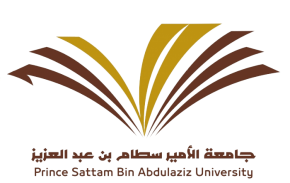 جامعة الأمير سطام بن عبد العزيز
Prince Sattam Bin Abdulaziz University